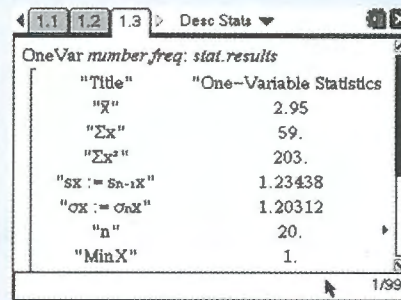 1.1 1.2 1.3 Desc Stats
OneVar number,freq: stat.results
"Title" "One-Variable Statistics
"x̄" 2.95
"Σx" 59.
"Σx²" 203.
"sx := sn-1x" 1.23438
"σx := σnx" 1.20312
"n" 20.
"MinX" 1.
1/99